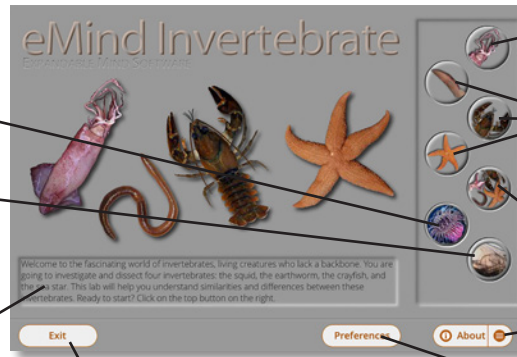 eMind Invertebrate
Expandable Mind Software
Welcome to the fascinating world of invertebrates, living creatures who lack a backbone. You are
going to investigate and dissect four invertebrates: the squid, the earthworm, the crayfish, and
the sea star. This lab will help you understand similarities and differences between these
invertebrates. Ready to start? Click on the top button on the right.
Exit
Preferences
About